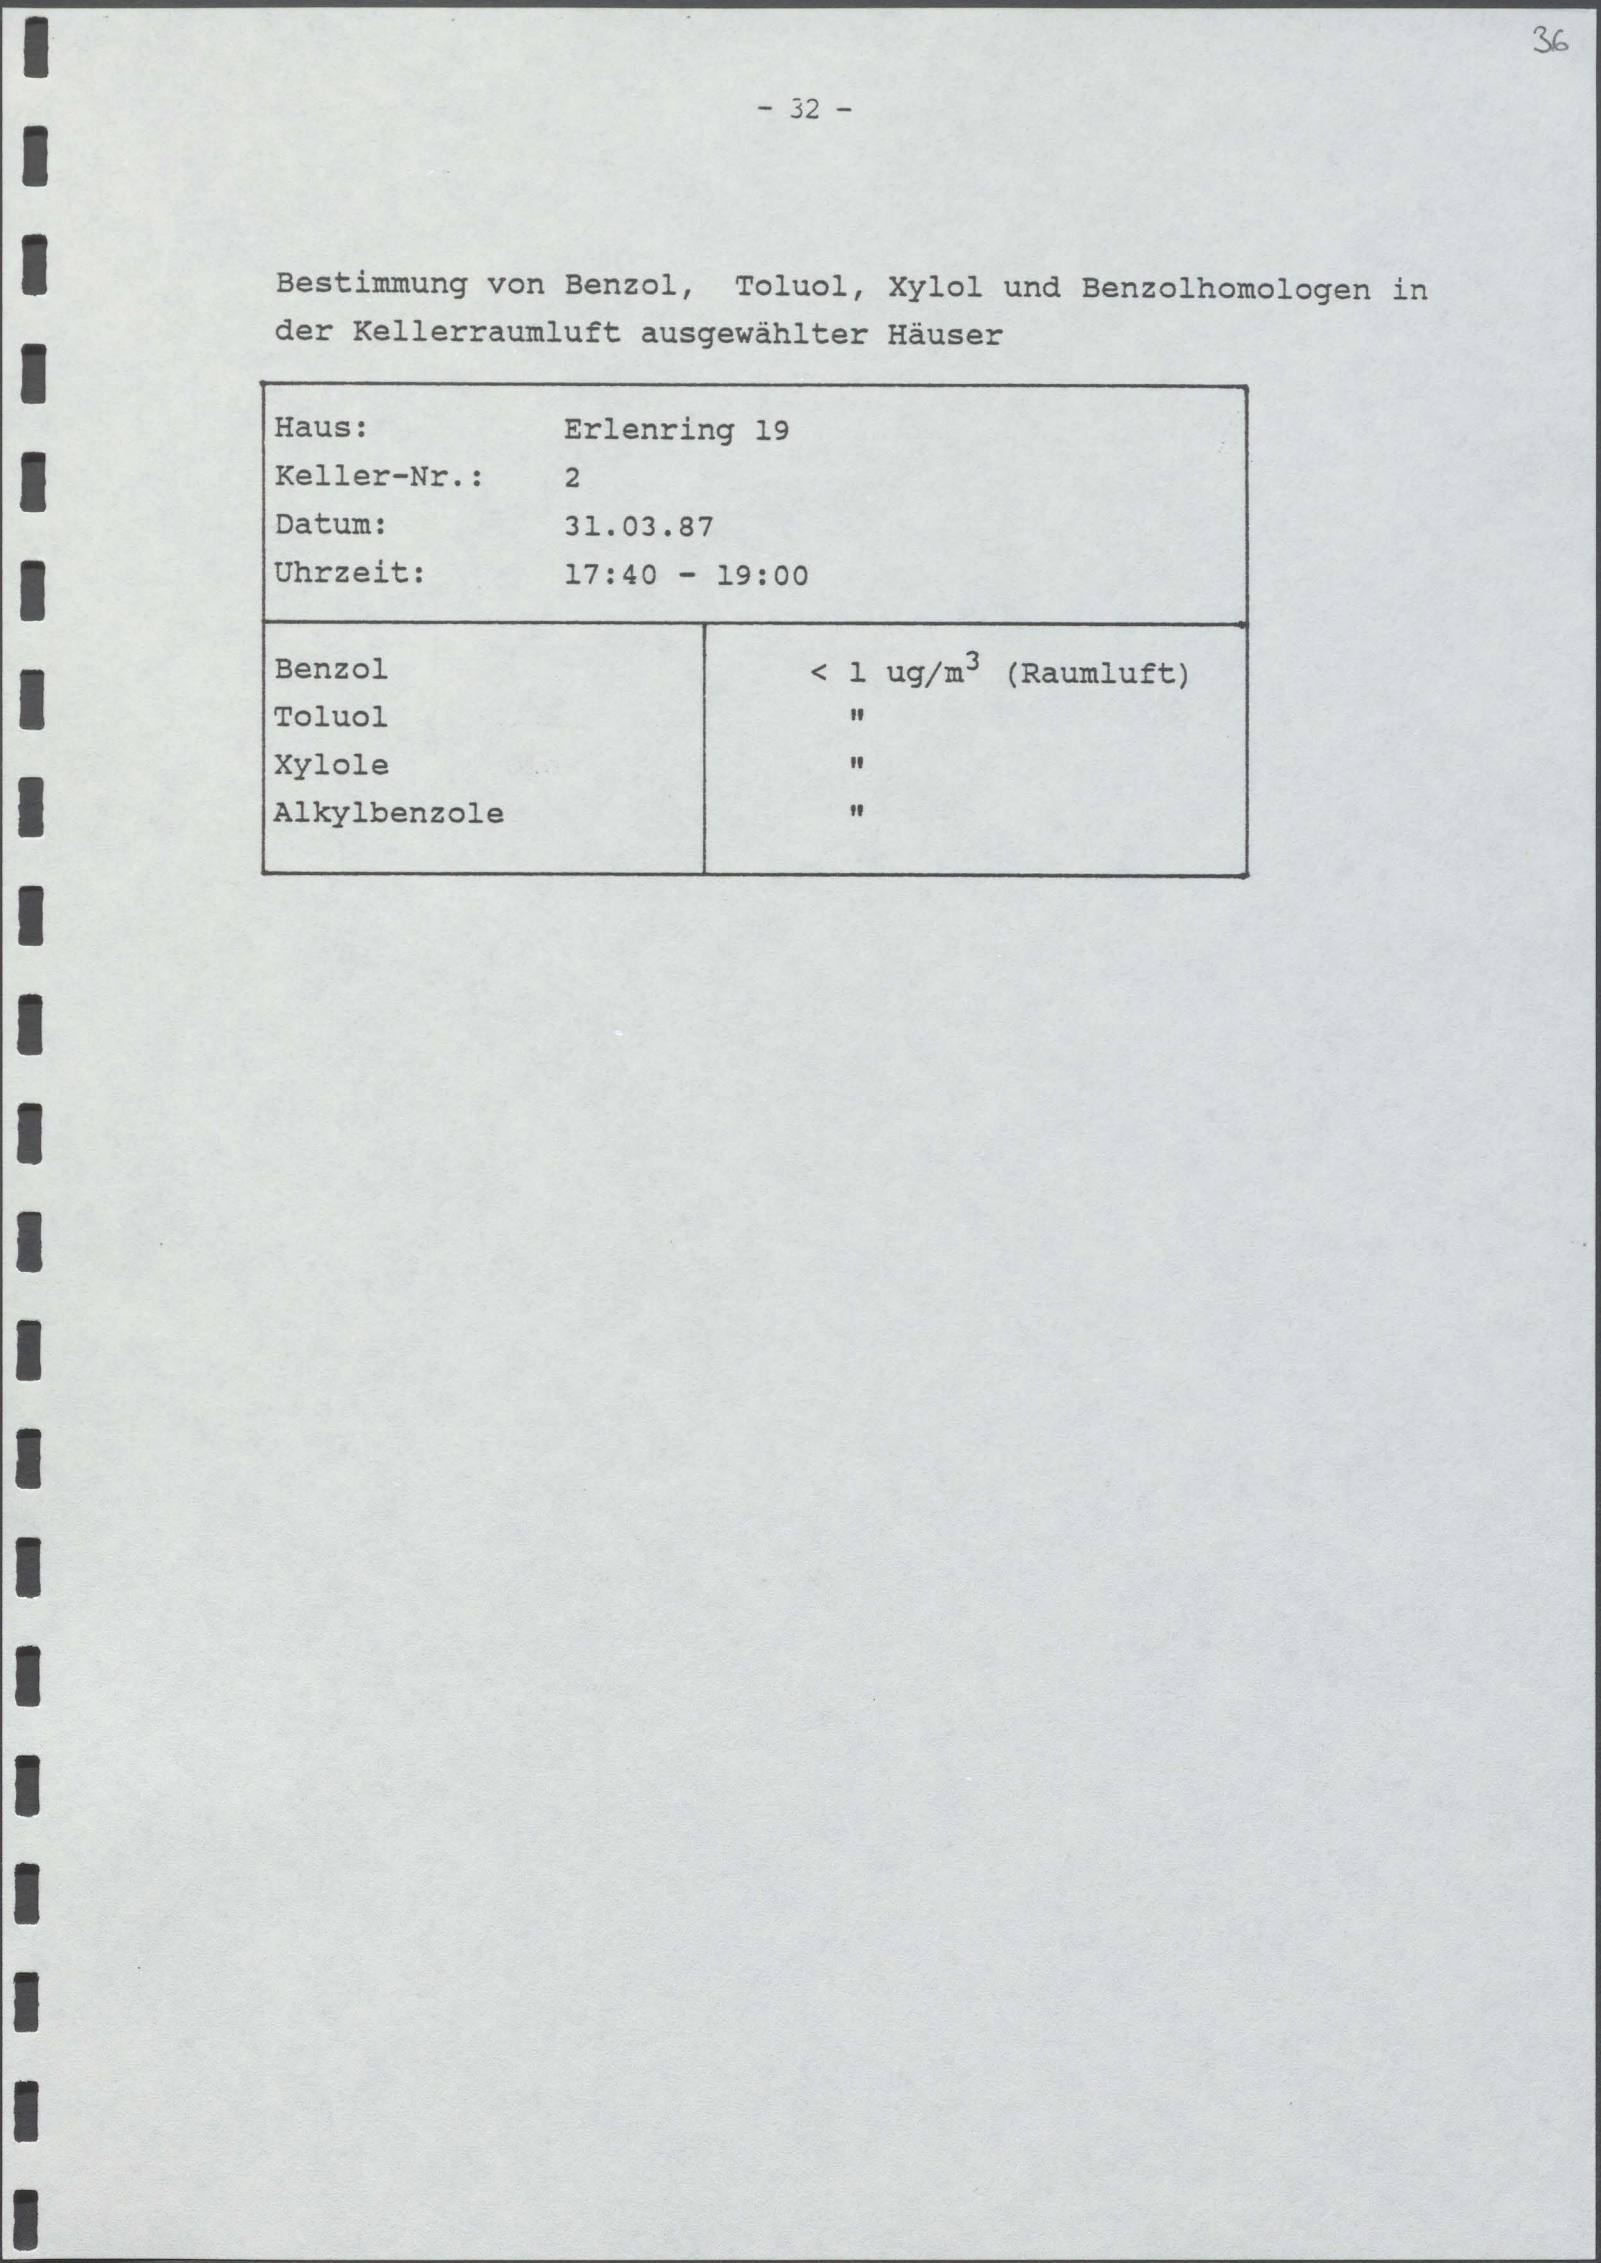 36
- 32 -
Bestimmung von Benzol, Toluol, Xylol und Benzolhomologen in
der Kellerraumluft ausgewählter Häuser
Haus: Erlenring 19
Keller-Nr.: 2
Datum: 31.03.87
Uhrzeit: 17:40 - 19:00
Benzol < 1 ug/m³ (Raumluft)
Toluol "
Xylole "
Alkylbenzole "